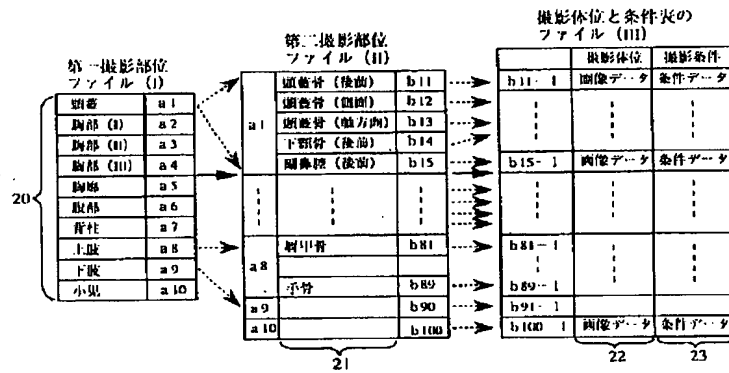 第一撮影部位
ファイル (I)
頭蓋 a1
胸部 (I) a2
胸部 (II) a3
胸部 (III) a4
胸廓 a5
腹部 a6
脊柱 a7
上肢 a8
下肢 a9
小児 a10
20
第二撮影部位
ファイル (II)
a1
頭蓋骨 (後前) b11
頭蓋骨 (側面) b12
頭蓋骨 (軸方向) b13
下顎骨 (後前) b14
副鼻腔 (後前) b15
a8
肩甲骨 b81
手骨 b89
a9 b90
a10 b100
21
撮影体位と条件表の
ファイル (III)
撮影体位 撮影条件
b11-1 画像データ 条件データ
b15-1 画像データ 条件データ
b81-1
b89-1
b91-1
b100-1 画像データ 条件データ
22 23